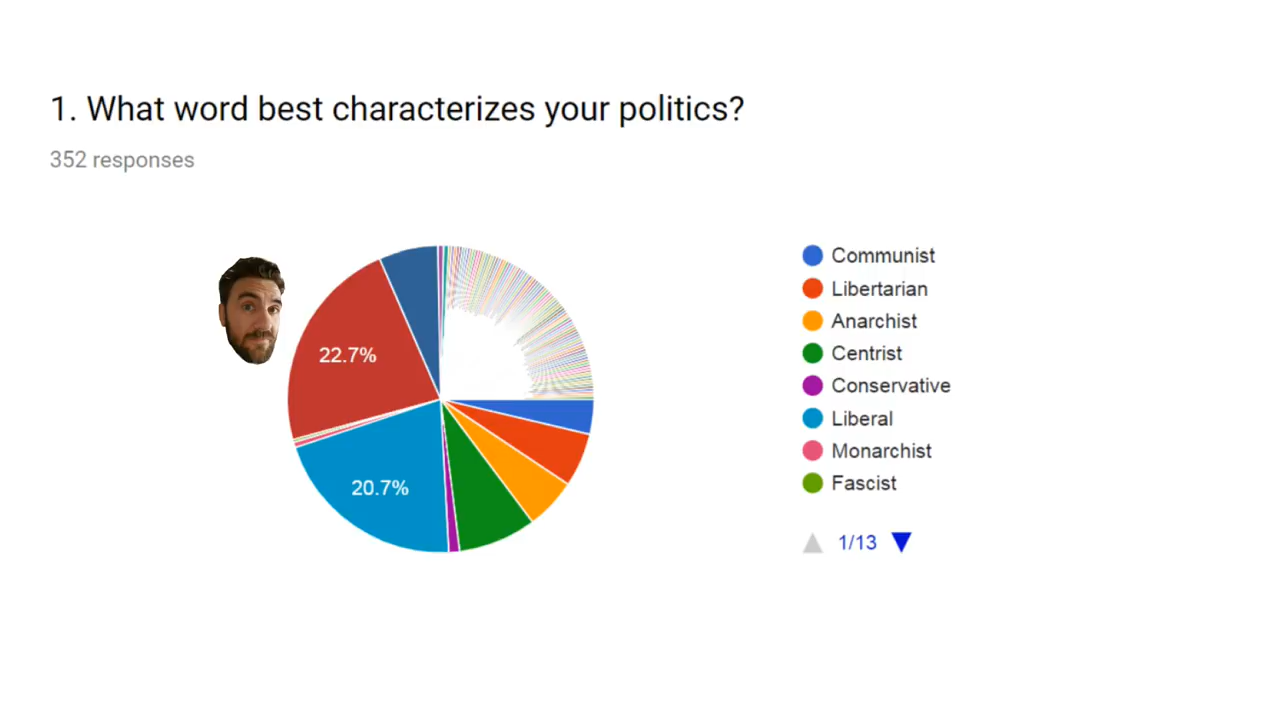 1. What word best characterizes your politics?
352 responses
22.7%
20.7%
Communist
Libertarian
Anarchist
Centrist
Conservative
Liberal
Monarchist
Fascist
1/13